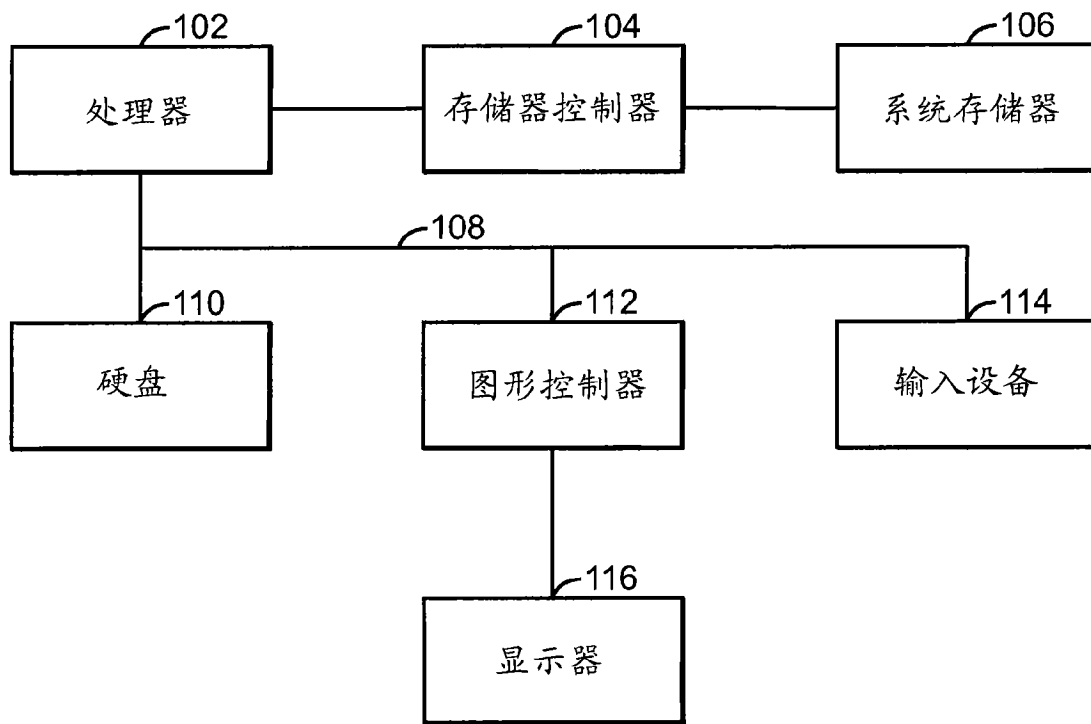 102
处理器
104
存储器控制器
106
系统存储器
108
110
硬盘
112
图形控制器
114
输入设备
116
显示器